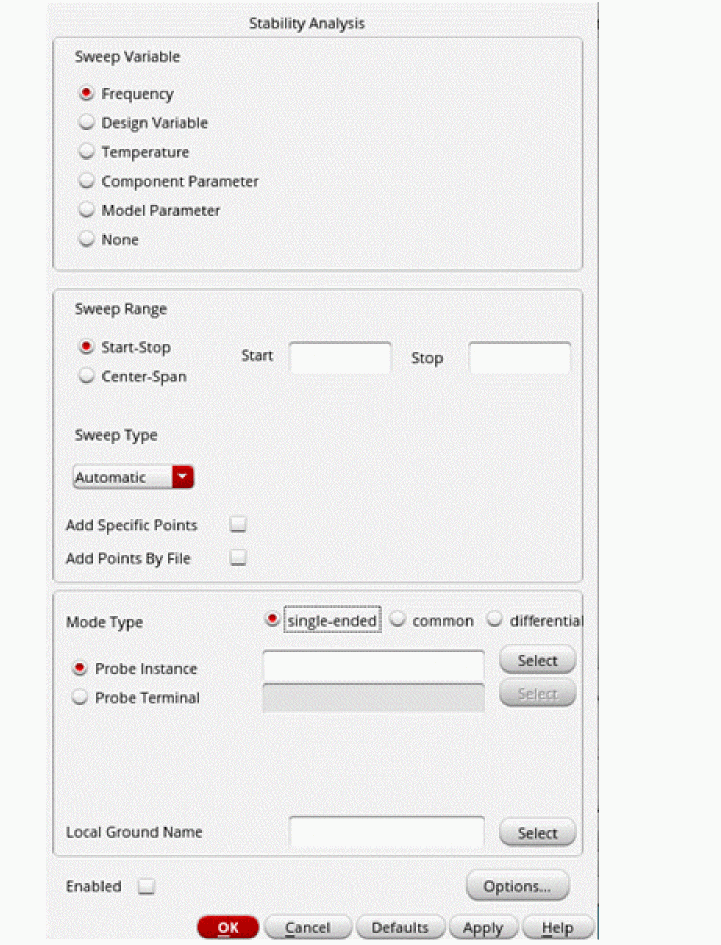 Stability Analysis
Sweep Variable
Frequency
Design Variable
Temperature
Component Parameter
Model Parameter
None
Sweep Range
Start-Stop
Start
Stop
Center-Span
Sweep Type
Automatic
Add Specific Points
Add Points By File
Mode Type
single-ended
common
differential
Probe Instance
Select
Probe Terminal
Select
Local Ground Name
Select
Enabled
Options...
OK
Cancel
Defaults
Apply
Help